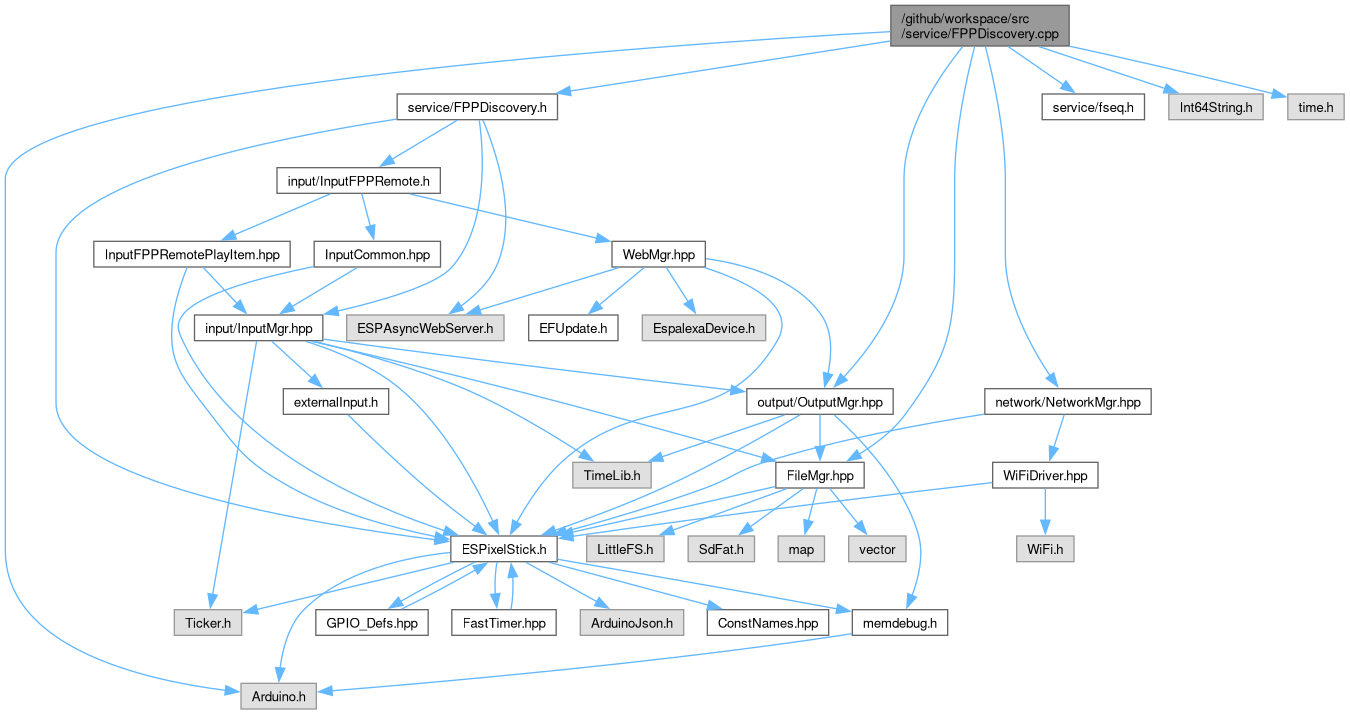 /github/workspace/src
/service/FPPDiscovery.cpp
service/FPPDiscovery.h
service/fseq.h
Int64String.h
time.h
input/InputFPPRemote.h
InputFPPRemotePlayItem.hpp
InputCommon.hpp
WebMgr.hpp
input/InputMgr.hpp
ESPAsyncWebServer.h
EFUpdate.h
EspalexaDevice.h
externalInput.h
output/OutputMgr.hpp
network/NetworkMgr.hpp
TimeLib.h
FileMgr.hpp
WiFiDriver.hpp
ESPixelStick.h
LittleFS.h
SdFat.h
map
vector
WiFi.h
Ticker.h
GPIO_Defs.hpp
FastTimer.hpp
ArduinoJson.h
ConstNames.hpp
memdebug.h
Arduino.h